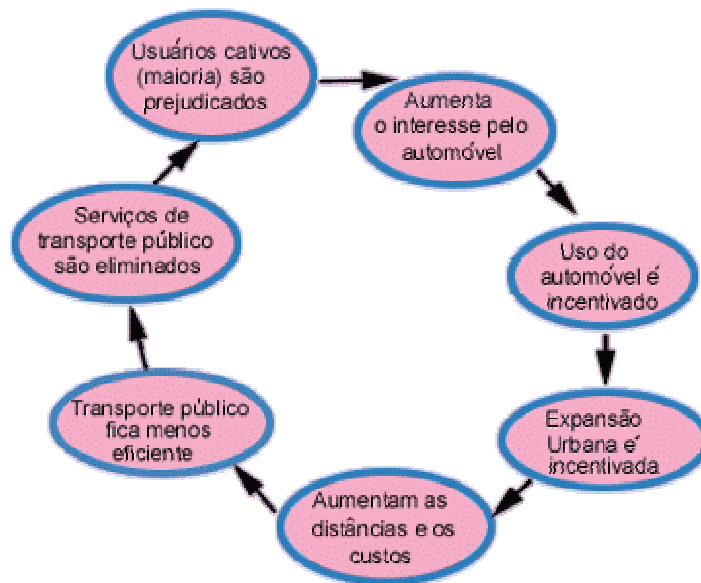 Usuários cativos
(maioria) são
prejudicados
Aumenta
o interesse pelo
automóvel
Uso do
automóvel é
incentivado
Expansão
Urbana é
incentivada
Aumentam as
distâncias e os
custos
Transporte público
fica menos
eficiente
Serviços de
transporte público
são eliminados